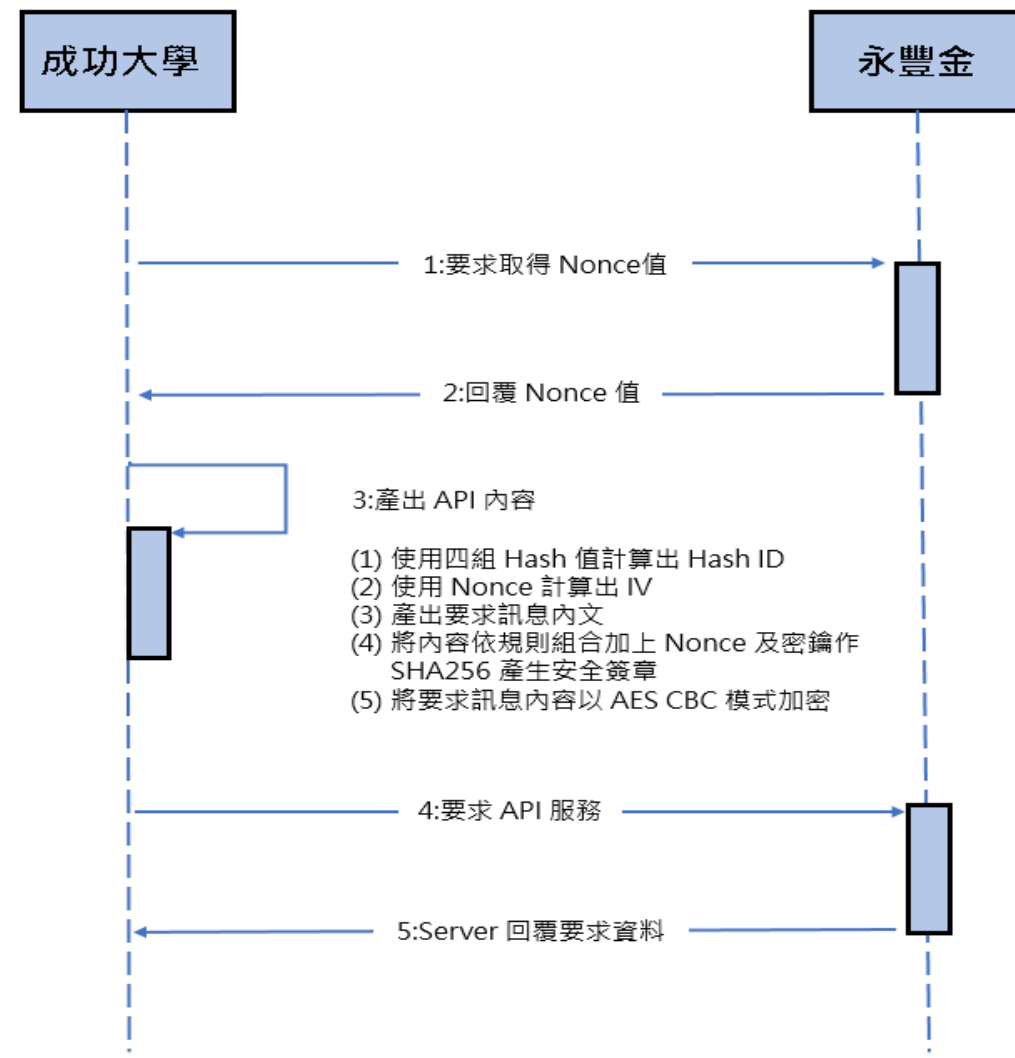 成功大學
永豐金
1:要求取得 Nonce值
2:回覆 Nonce 值
3:產出 API 內容
(1) 使用四組 Hash 值計算出 Hash ID
(2) 使用 Nonce 計算出 IV
(3) 產出要求訊息內文
(4) 將內容依規則組合加上 Nonce 及密鑰作
SHA256 產生安全簽章
(5) 將要求訊息內容以 AES CBC 模式加密
4:要求 API 服務
5:Server 回覆要求資料